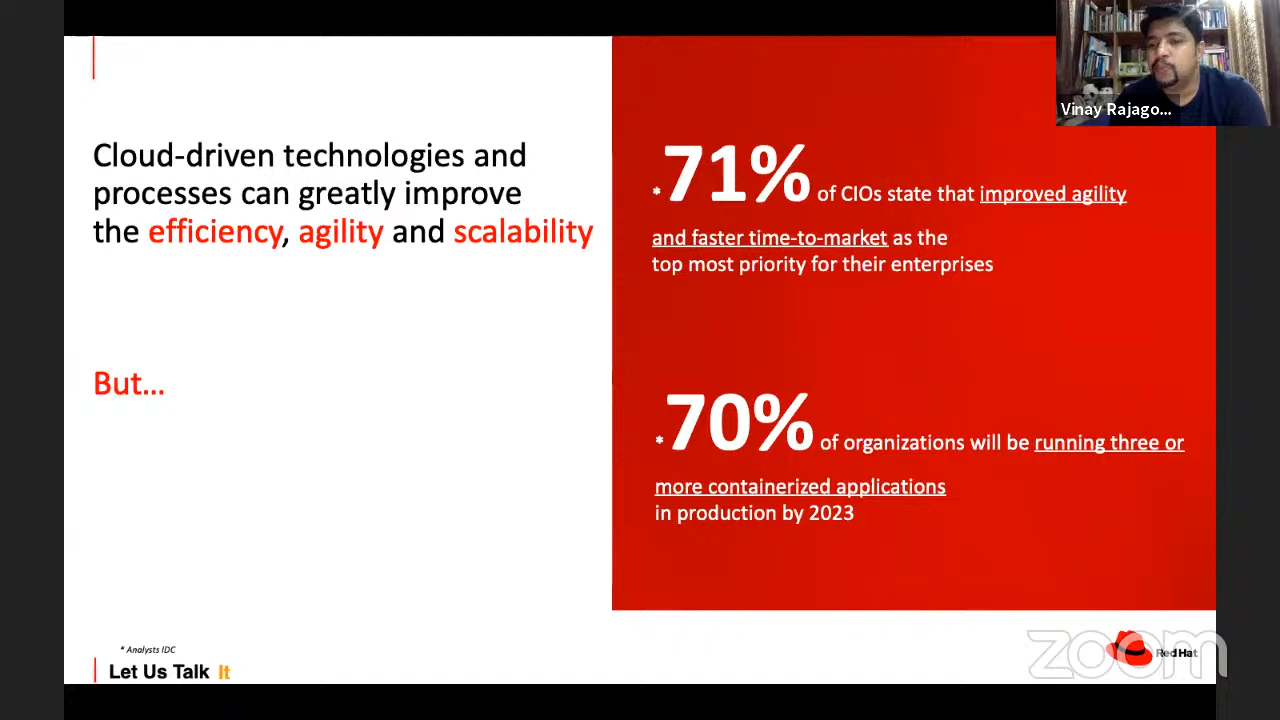 Cloud-driven technologies and
processes can greatly improve
the efficiency, agility and scalability
But...
*71% of CIOs state that improved agility
and faster time-to-market as the
top most priority for their enterprises
*70% of organizations will be running three or
more containerized applications
in production by 2023
Vinay Rajago...
* Analysts IDC
Let Us Talk It
zoom
Red Hat